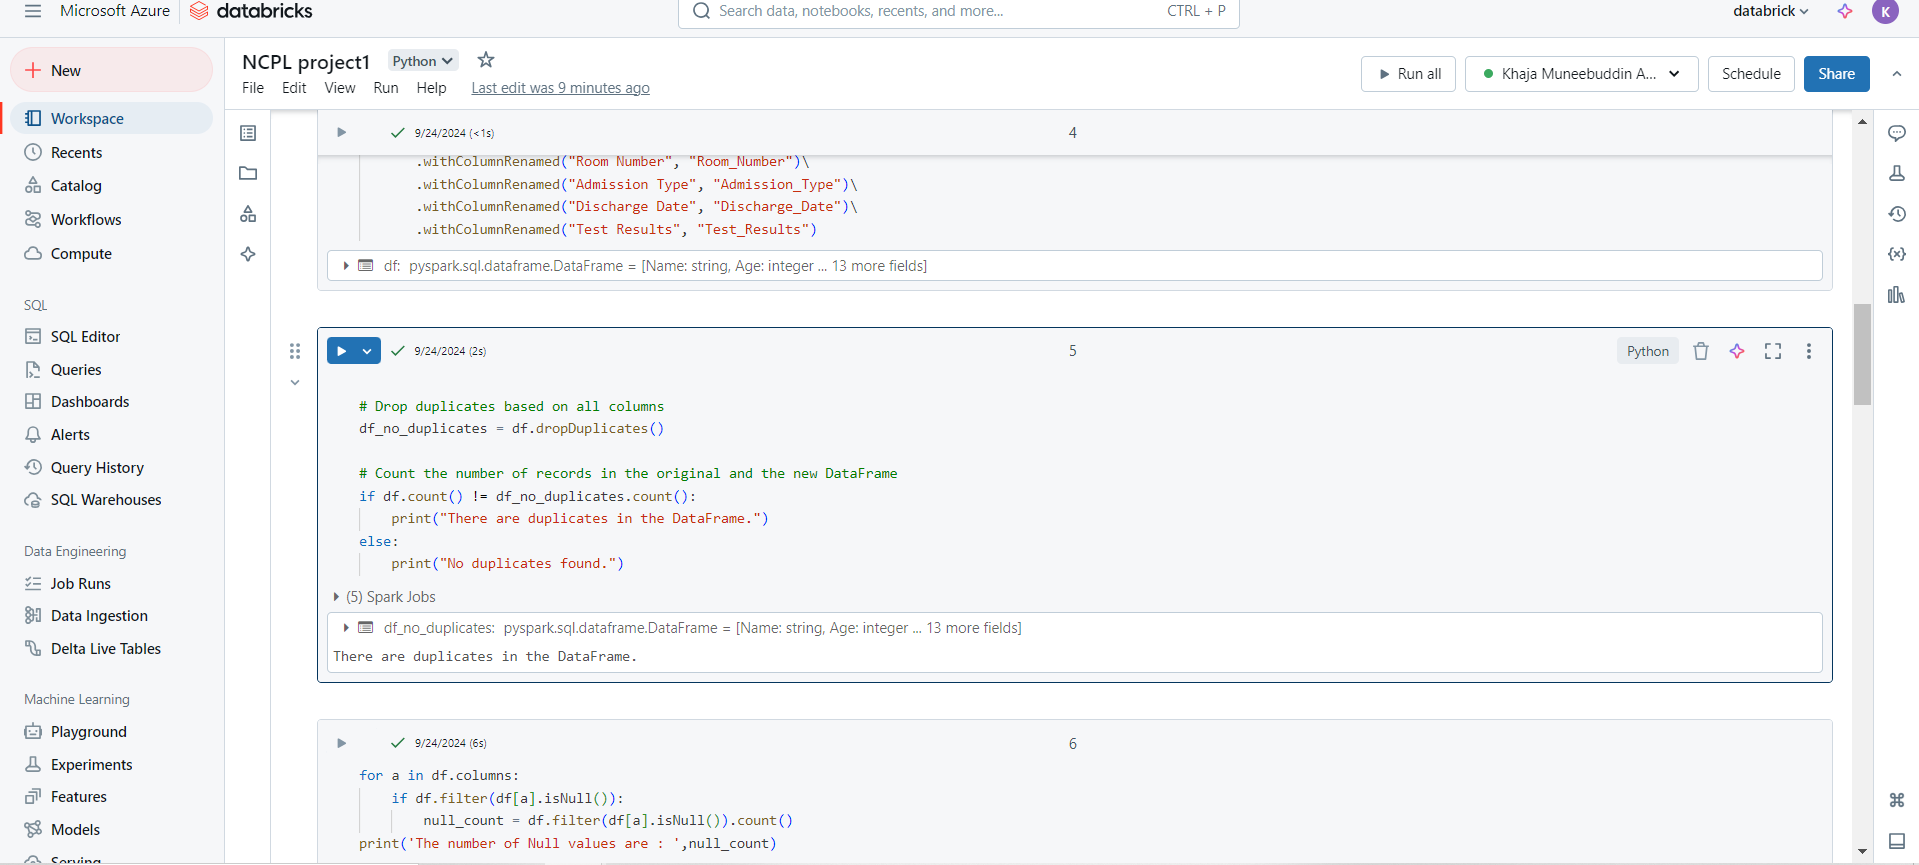 Microsoft Azure
databricks
Search data, notebooks, recents, and more...
CTRL + P
databrick
K
New
Workspace
Recents
Catalog
Workflows
Compute
SQL
SQL Editor
Queries
Dashboards
Alerts
Query History
SQL Warehouses
Data Engineering
Job Runs
Data Ingestion
Delta Live Tables
Machine Learning
Playground
Experiments
Features
Models
Serving
NCPL project1
Python
File Edit View Run Help Last edit was 9 minutes ago
Run all
Khaja Muneebuddin A...
Schedule
Share
9/24/2024 (<1s)
4
.withColumnRenamed("Room Number", "Room_Number")\
.withColumnRenamed("Admission Type", "Admission_Type")\
.withColumnRenamed("Discharge Date", "Discharge_Date")\
.withColumnRenamed("Test Results", "Test_Results")
df: pyspark.sql.dataframe.DataFrame = [Name: string, Age: integer ... 13 more fields]
9/24/2024 (2s)
5
Python
# Drop duplicates based on all columns
df_no_duplicates = df.dropDuplicates()
# Count the number of records in the original and the new DataFrame
if df.count() != df_no_duplicates.count():
print("There are duplicates in the DataFrame.")
else:
print("No duplicates found.")
(5) Spark Jobs
df_no_duplicates: pyspark.sql.dataframe.DataFrame = [Name: string, Age: integer ... 13 more fields]
There are duplicates in the DataFrame.
9/24/2024 (6s)
6
for a in df.columns:
if df.filter(df[a].isNull()):
null_count = df.filter(df[a].isNull()).count()
print('The number of Null values are : ',null_count)